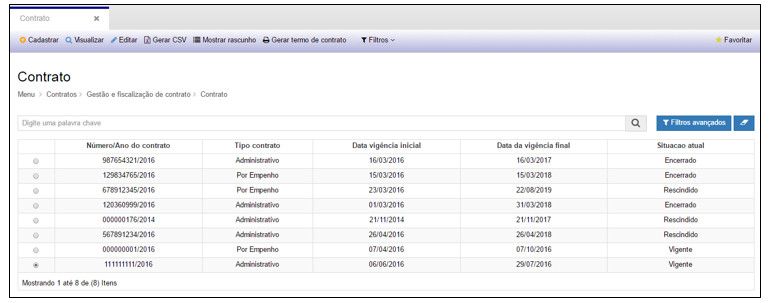 Contrato ×
Cadastrar Visualizar Editar Gerar CSV Mostrar rascunho Gerar termo de contrato Filtros Favoritar
Contrato
Menu > Contratos > Gestão e fiscalização de contrato > Contrato
Digite uma palavra chave Filtros avançados
Número/Ano do contrato Tipo contrato Data vigência inicial Data da vigência final Situacao atual
987654321/2016 Administrativo 16/03/2016 16/03/2017 Encerrado
129834765/2016 Por Empenho 15/03/2016 15/03/2018 Encerrado
678912345/2016 Por Empenho 23/03/2016 22/08/2019 Rescindido
120360999/2016 Administrativo 01/03/2016 31/03/2018 Encerrado
000000176/2014 Administrativo 21/11/2014 21/11/2017 Rescindido
567891234/2016 Administrativo 26/04/2016 26/04/2018 Rescindido
000000001/2016 Por Empenho 07/04/2016 07/10/2016 Vigente
111111111/2016 Administrativo 06/06/2016 29/07/2016 Vigente
Mostrando 1 até 8 de (8) Itens